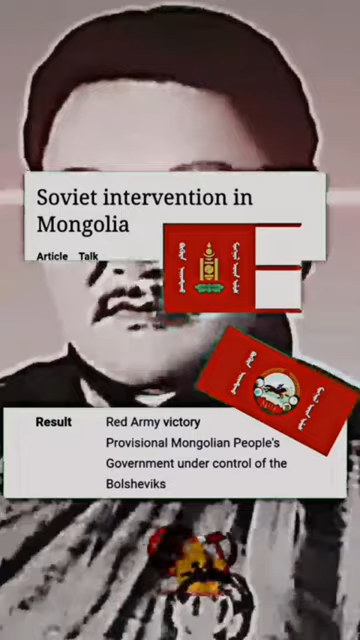 Soviet intervention in
Mongolia
Article Talk
Result Red Army victory
Provisional Mongolian People's
Government under control of the
Bolsheviks